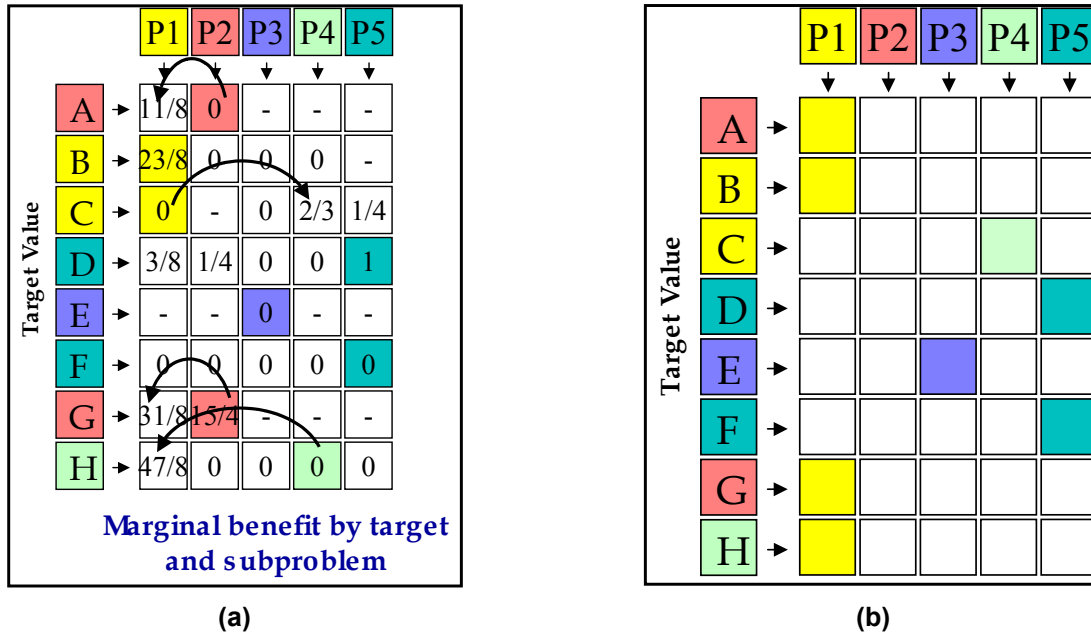 P1 P2 P3 P4 P5
A 11/8 0 - - -
B 23/8 0 0 0 -
C 0 - 0 2/3 1/4
D 3/8 1/4 0 0 1
E - - 0 - -
F 0 0 0 0 0
G 31/8 15/4 - - -
H 47/8 0 0 0 0
Target Value
Marginal benefit by target
and subproblem
(a)
P1 P2 P3 P4 P5
A
B
C
D
E
F
G
H
Target Value
(b)